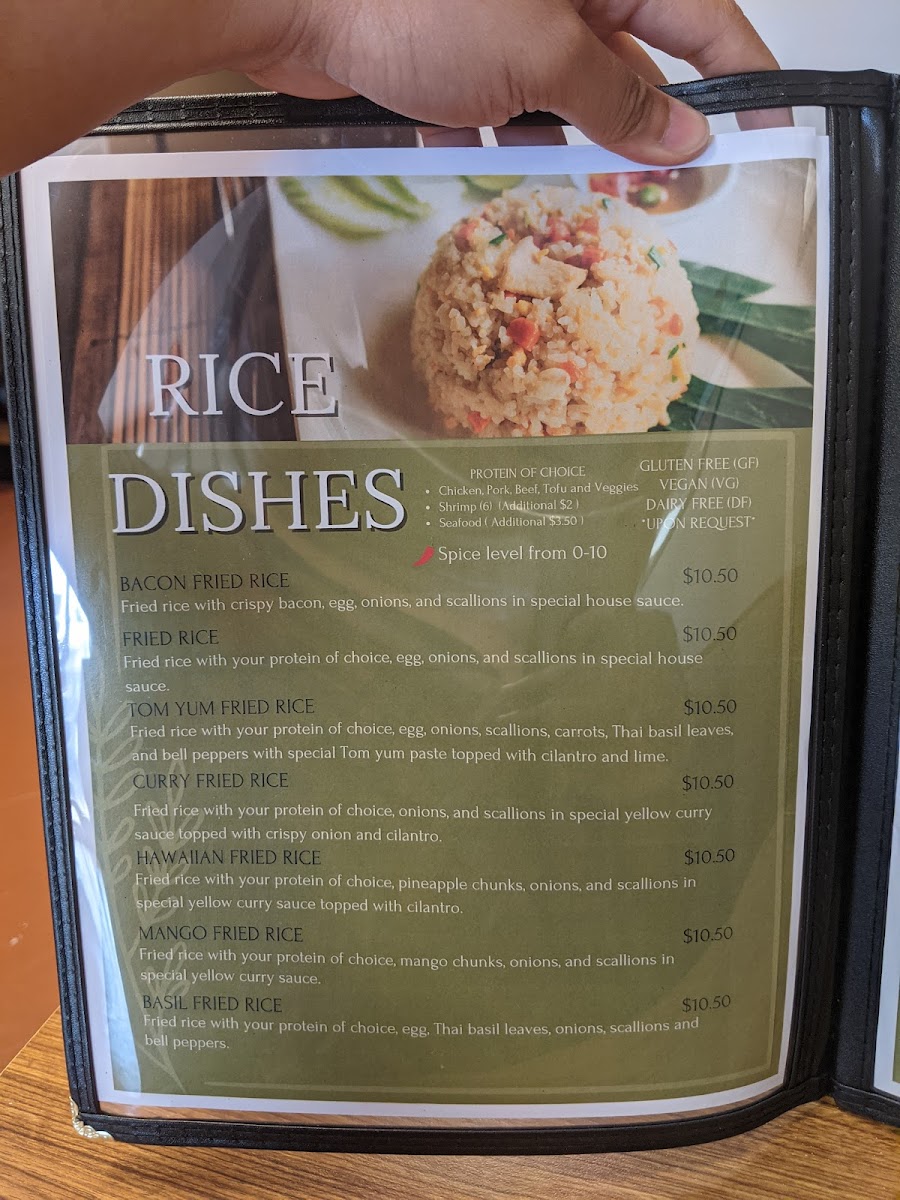 RICE
DISHES
PROTEIN OF CHOICE
• Chicken, Pork, Beef, Tofu and Veggies
• Shrimp (6) (Additional $2 )
• Seafood ( Additional $3.50 )
GLUTEN FREE (GF)
VEGAN (VG)
DAIRY FREE (DF)
*UPON REQUEST*
Spice level from 0-10
BACON FRIED RICE $10.50
Fried rice with crispy bacon, egg, onions, and scallions in special house sauce.
FRIED RICE $10.50
Fried rice with your protein of choice, egg, onions, and scallions in special house
sauce.
TOM YUM FRIED RICE $10.50
Fried rice with your protein of choice, egg, onions, scallions, carrots, Thai basil leaves,
and bell peppers with special Tom yum paste topped with cilantro and lime.
CURRY FRIED RICE $10.50
Fried rice with your protein of choice, onions, and scallions in special yellow curry
sauce topped with crispy onion and cilantro.
HAWAIIAN FRIED RICE $10.50
Fried rice with your protein of choice, pineapple chunks, onions, and scallions in
special yellow curry sauce topped with cilantro.
MANGO FRIED RICE $10.50
Fried rice with your protein of choice, mango chunks, onions, and scallions in
special yellow curry sauce.
BASIL FRIED RICE $10.50
Fried rice with your protein of choice, egg, Thai basil leaves, onions, scallions and
bell peppers.